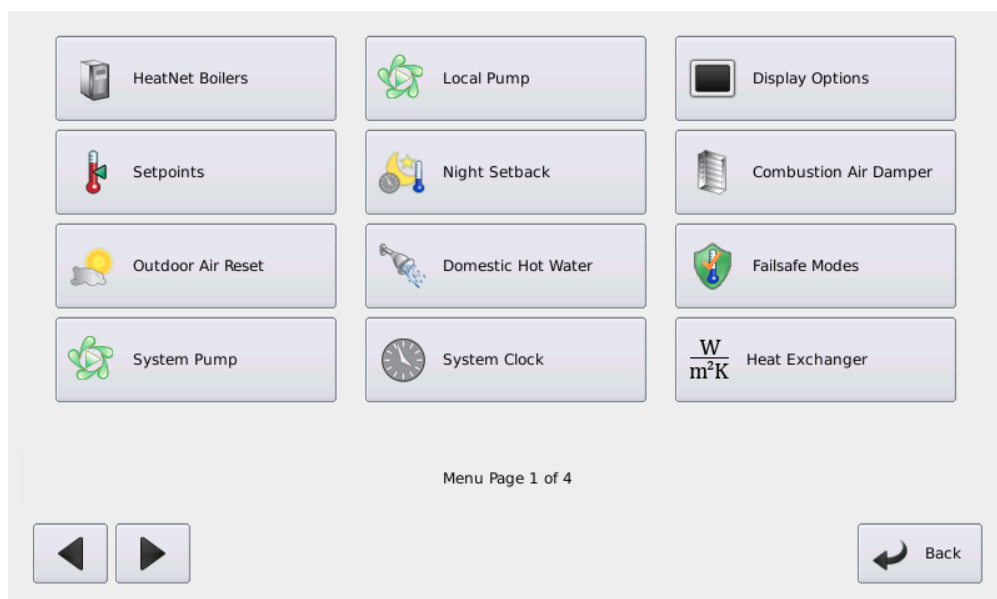 HeatNet Boilers
Local Pump
Display Options
Setpoints
Night Setback
Combustion Air Damper
Outdoor Air Reset
Domestic Hot Water
Failsafe Modes
System Pump
System Clock
W
m²K
Heat Exchanger
Menu Page 1 of 4
Back